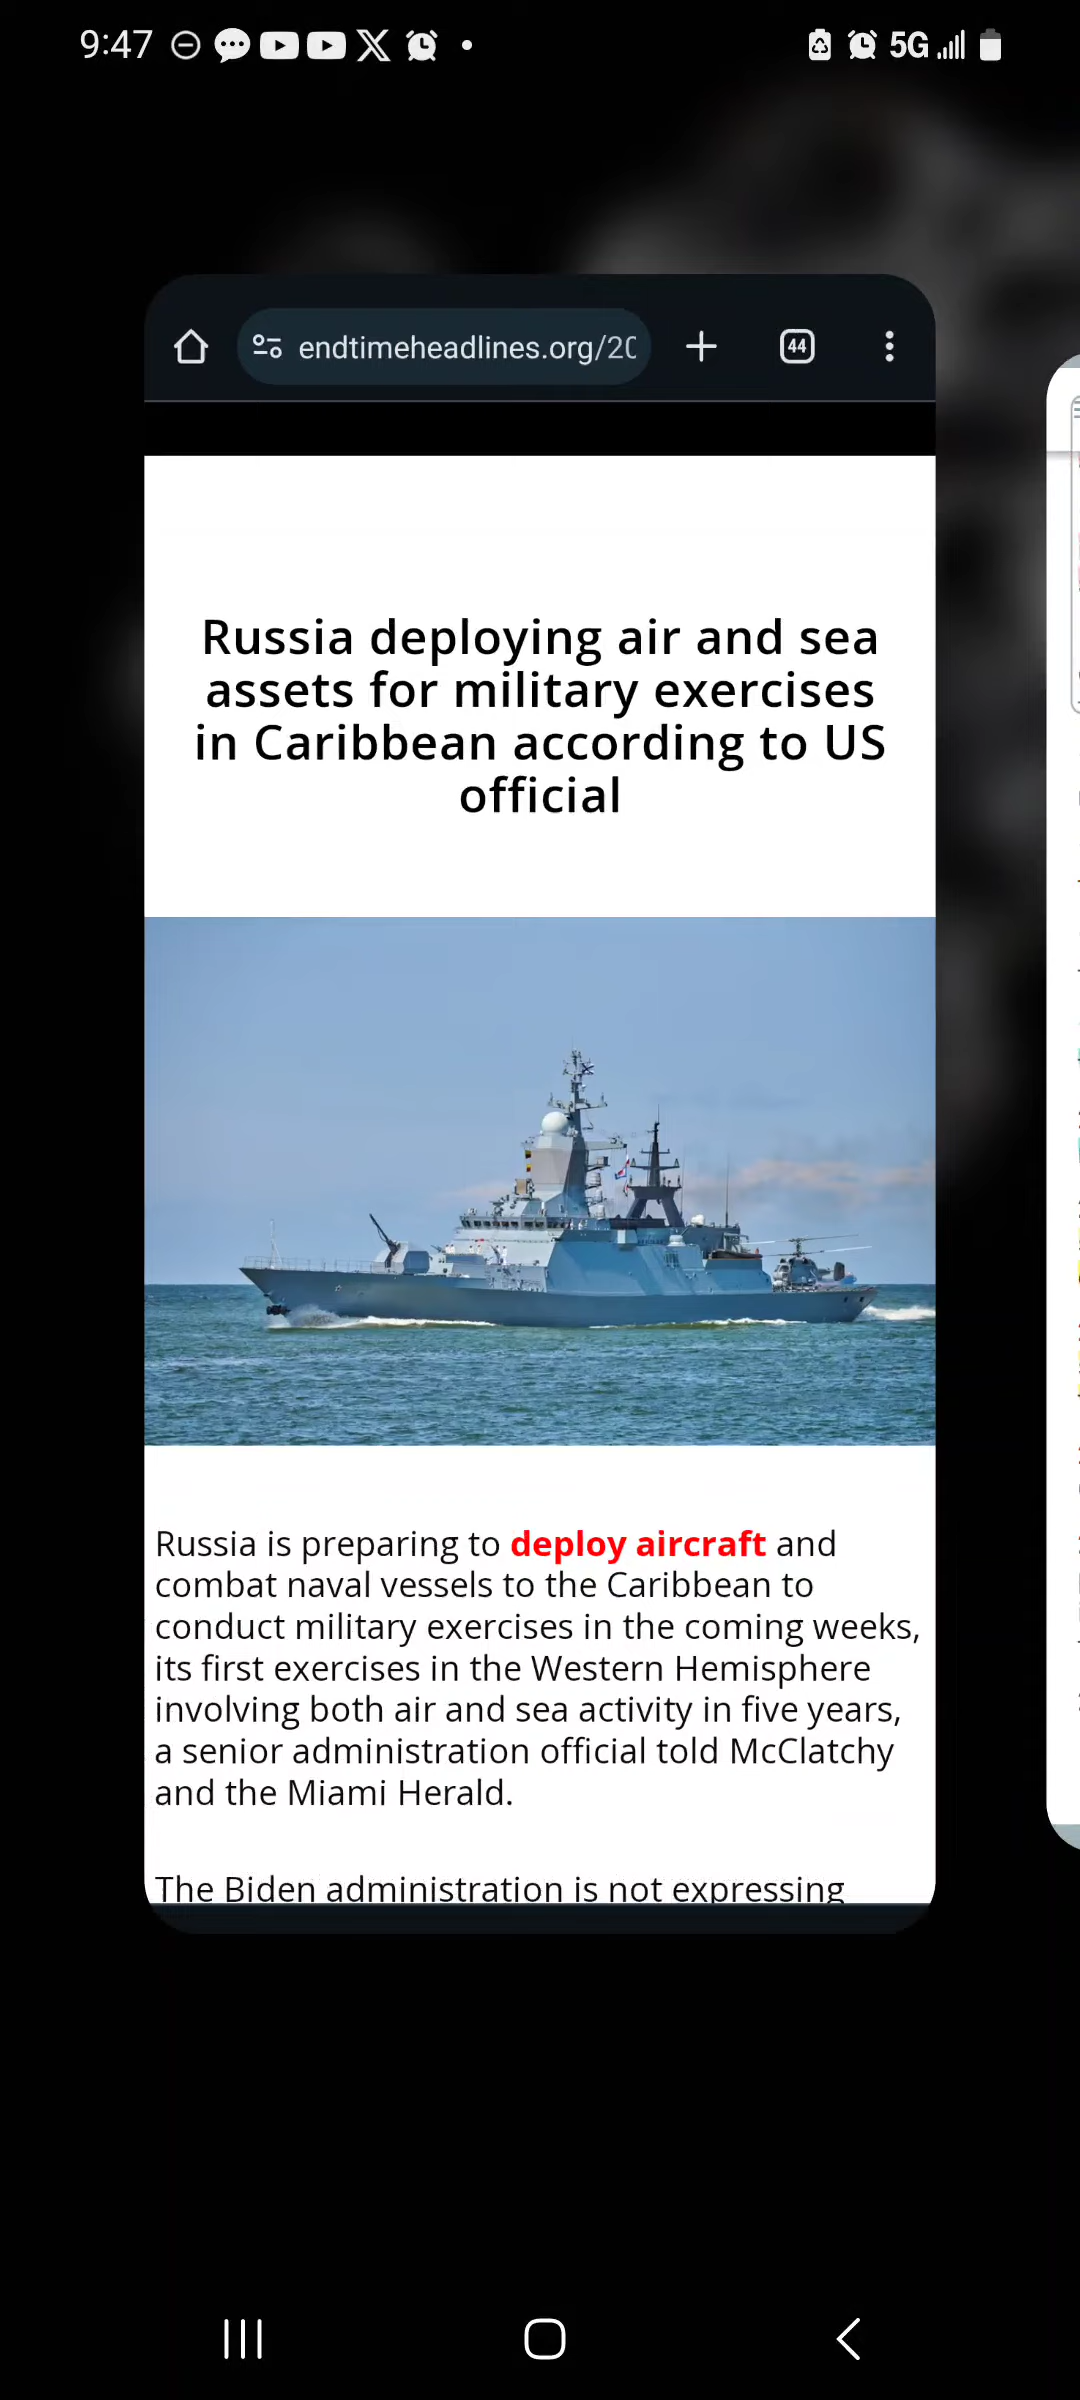 9:47
5G
endtimeheadlines.org/20
44
Russia deploying air and sea
assets for military exercises
in Caribbean according to US
official
Russia is preparing to deploy aircraft and
combat naval vessels to the Caribbean to
conduct military exercises in the coming weeks,
its first exercises in the Western Hemisphere
involving both air and sea activity in five years,
a senior administration official told McClatchy
and the Miami Herald.
The Biden administration is not expressing